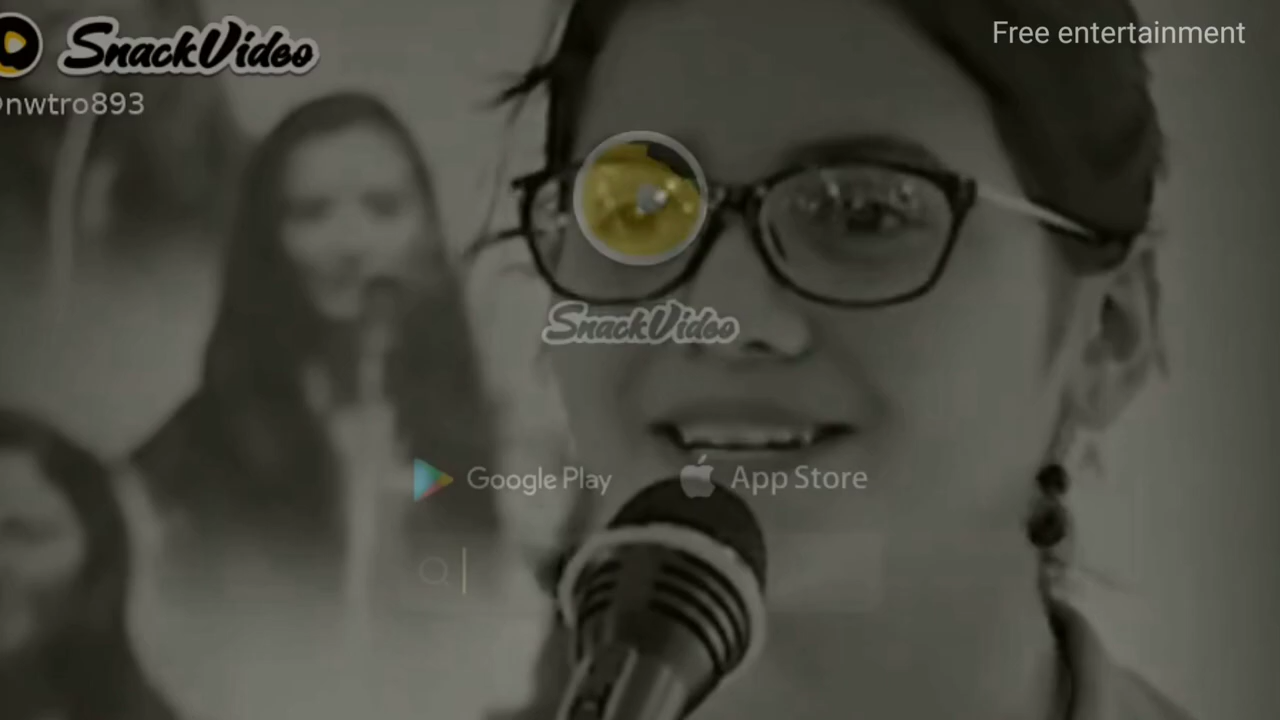 SnackVideo
Free entertainment
nwtro893
SnackVideo
Google Play
App Store